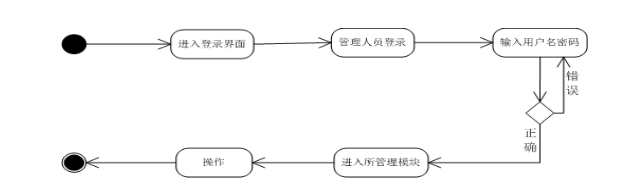 进入登录界面
管理人员登录
输入用户名密码
错误
正确
进入所管理模块
操作